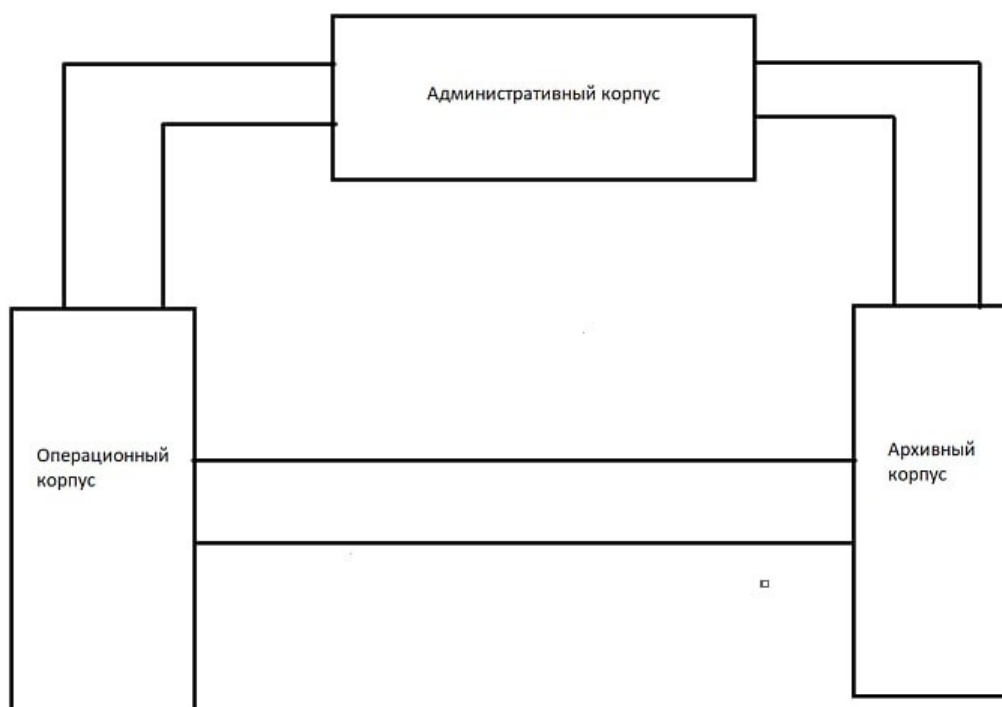 Административный корпус
Операционный
корпус
Архивный
корпус